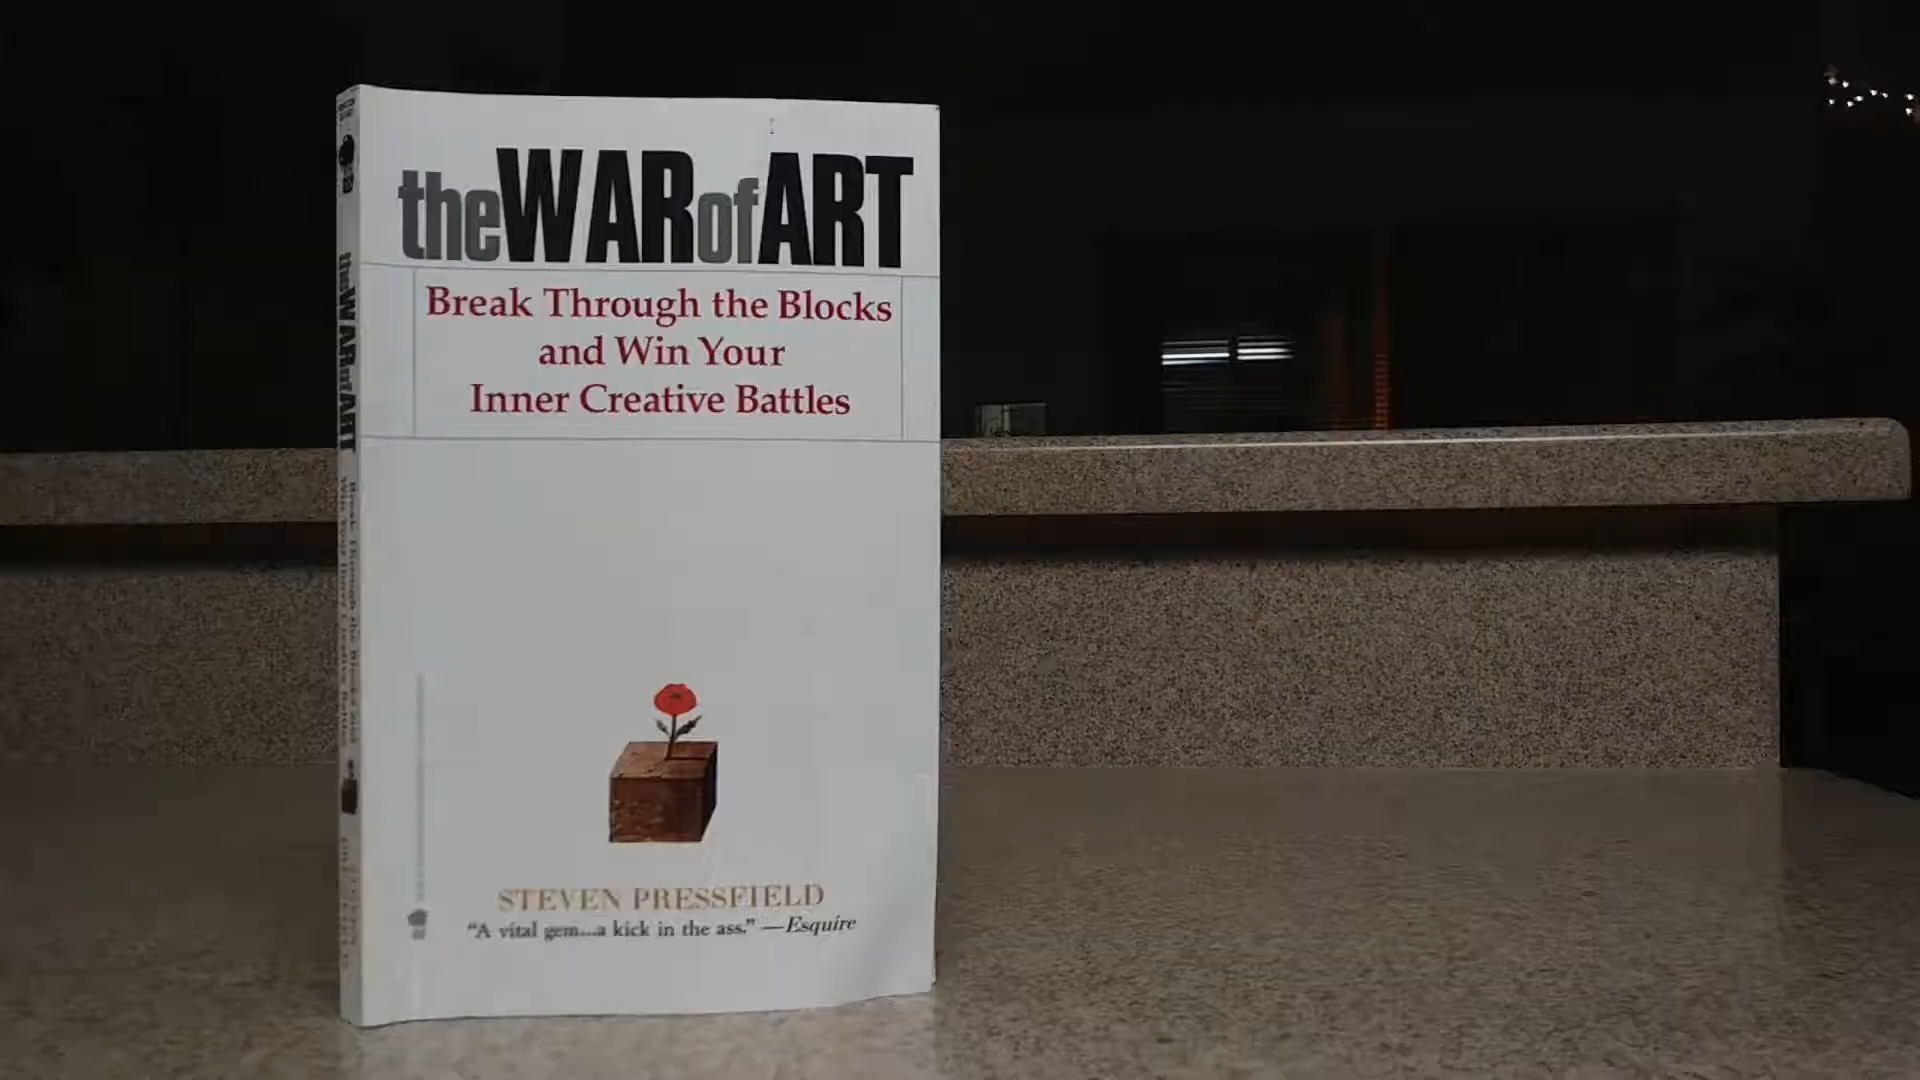 theWARofART
Break Through the Blocks
and Win Your
Inner Creative Battles
STEVEN PRESSFIELD
“A vital gem...a kick in the ass.” —Esquire
theWARofART